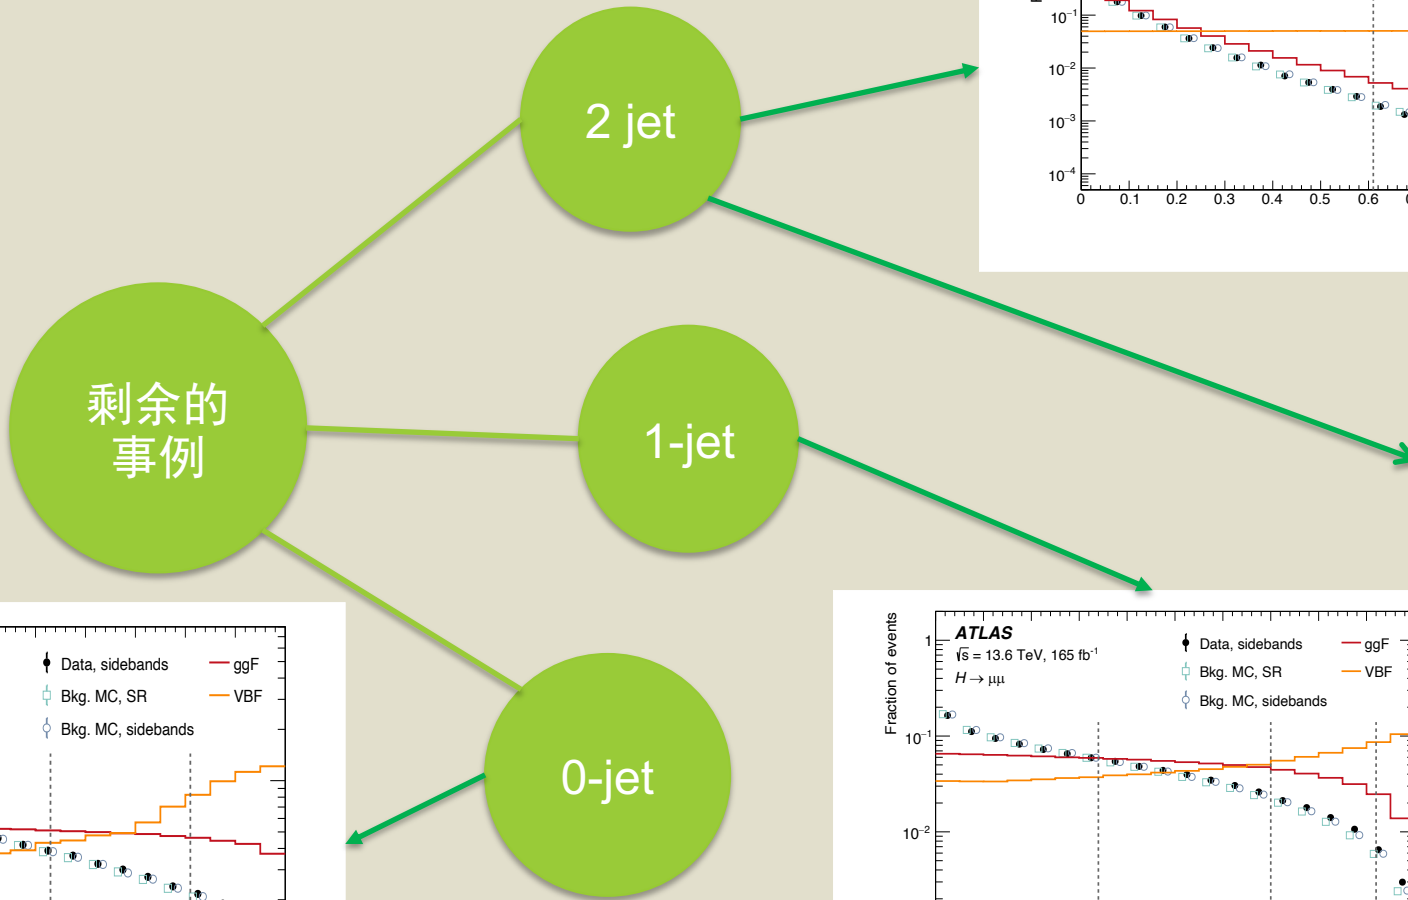 2 jet
10⁻¹
10⁻²
10⁻³
10⁻⁴
0 0.1 0.2 0.3 0.4 0.5 0.6
剩余的
事例
1-jet
0-jet
Data, sidebands
ggF
Bkg. MC, SR
VBF
Bkg. MC, sidebands
Fraction of events
1
10⁻¹
10⁻²
ATLAS
√s = 13.6 TeV, 165 fb⁻¹
H → μμ
Data, sidebands
ggF
Bkg. MC, SR
VBF
Bkg. MC, sidebands